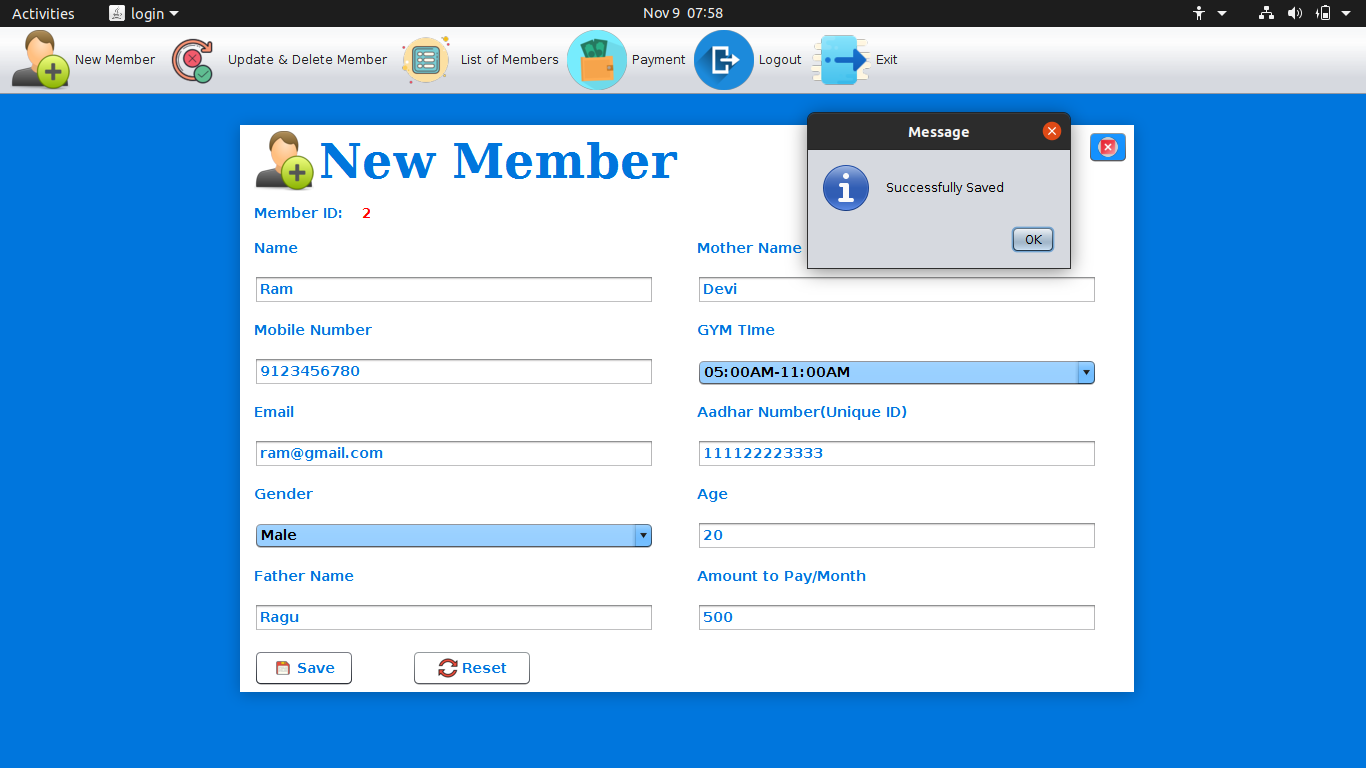 Activities login Nov 9 07:58
New Member Update & Delete Member List of Members Payment Logout Exit
Message
Successfully Saved
OK
New Member
Member ID: 2
Name
Ram
Mother Name
Devi
Mobile Number
9123456780
GYM TIme
05:00AM-11:00AM
Email
ram@gmail.com
Aadhar Number(Unique ID)
111122223333
Gender
Male
Age
20
Father Name
Ragu
Amount to Pay/Month
500
Save Reset